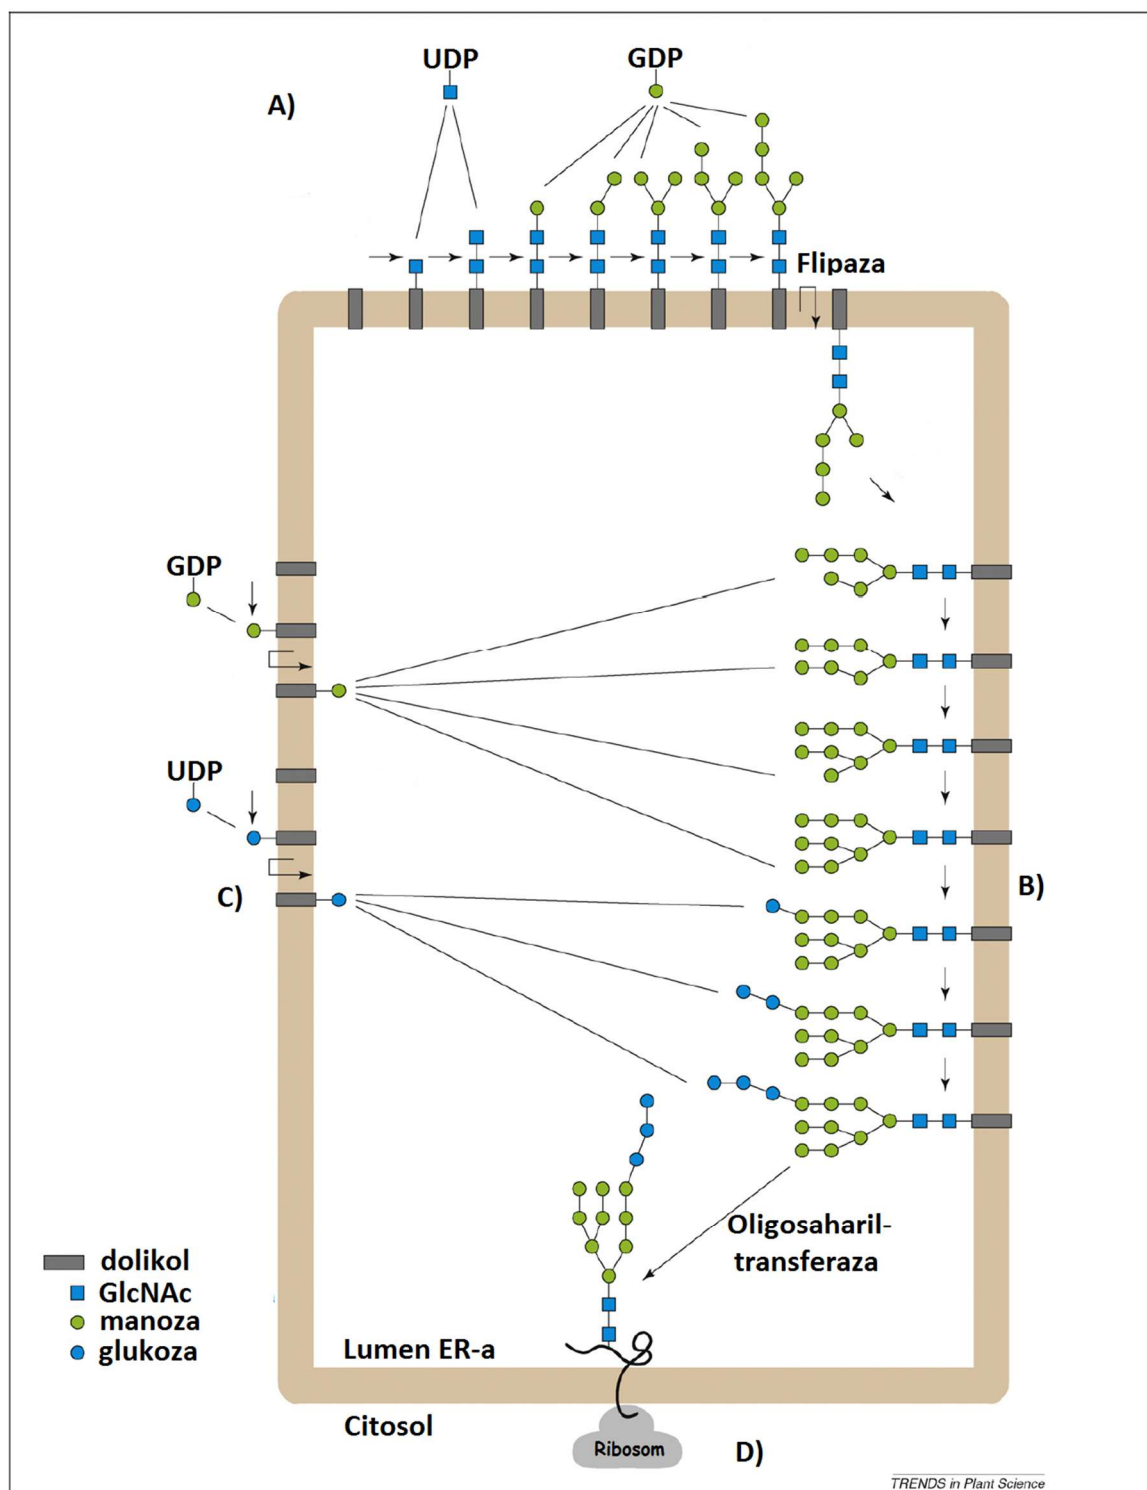 UDP
GDP
A)
Flipaza
GDP
UDP
C)
B)
Oligosaharil-
transferaza
dolikol
GlcNAc
manoza
glukoza
Lumen ER-a
Citosol
Ribosom
D)
TRENDS in Plant Science